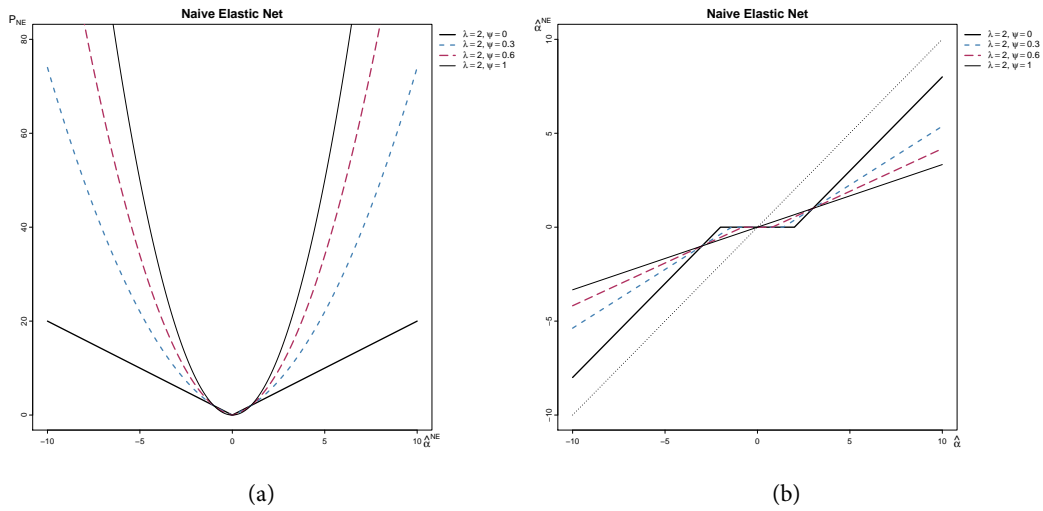 Naive Elastic Net
P_NE
80
60
40
20
0
−10
−5
0
5
10
α̂^NE
λ = 2, ψ = 0
λ = 2, ψ = 0.3
λ = 2, ψ = 0.6
λ = 2, ψ = 1
(a)
Naive Elastic Net
α̂^NE
10
5
0
−5
−10
−10
−5
0
5
10
α̂
λ = 2, ψ = 0
λ = 2, ψ = 0.3
λ = 2, ψ = 0.6
λ = 2, ψ = 1
(b)